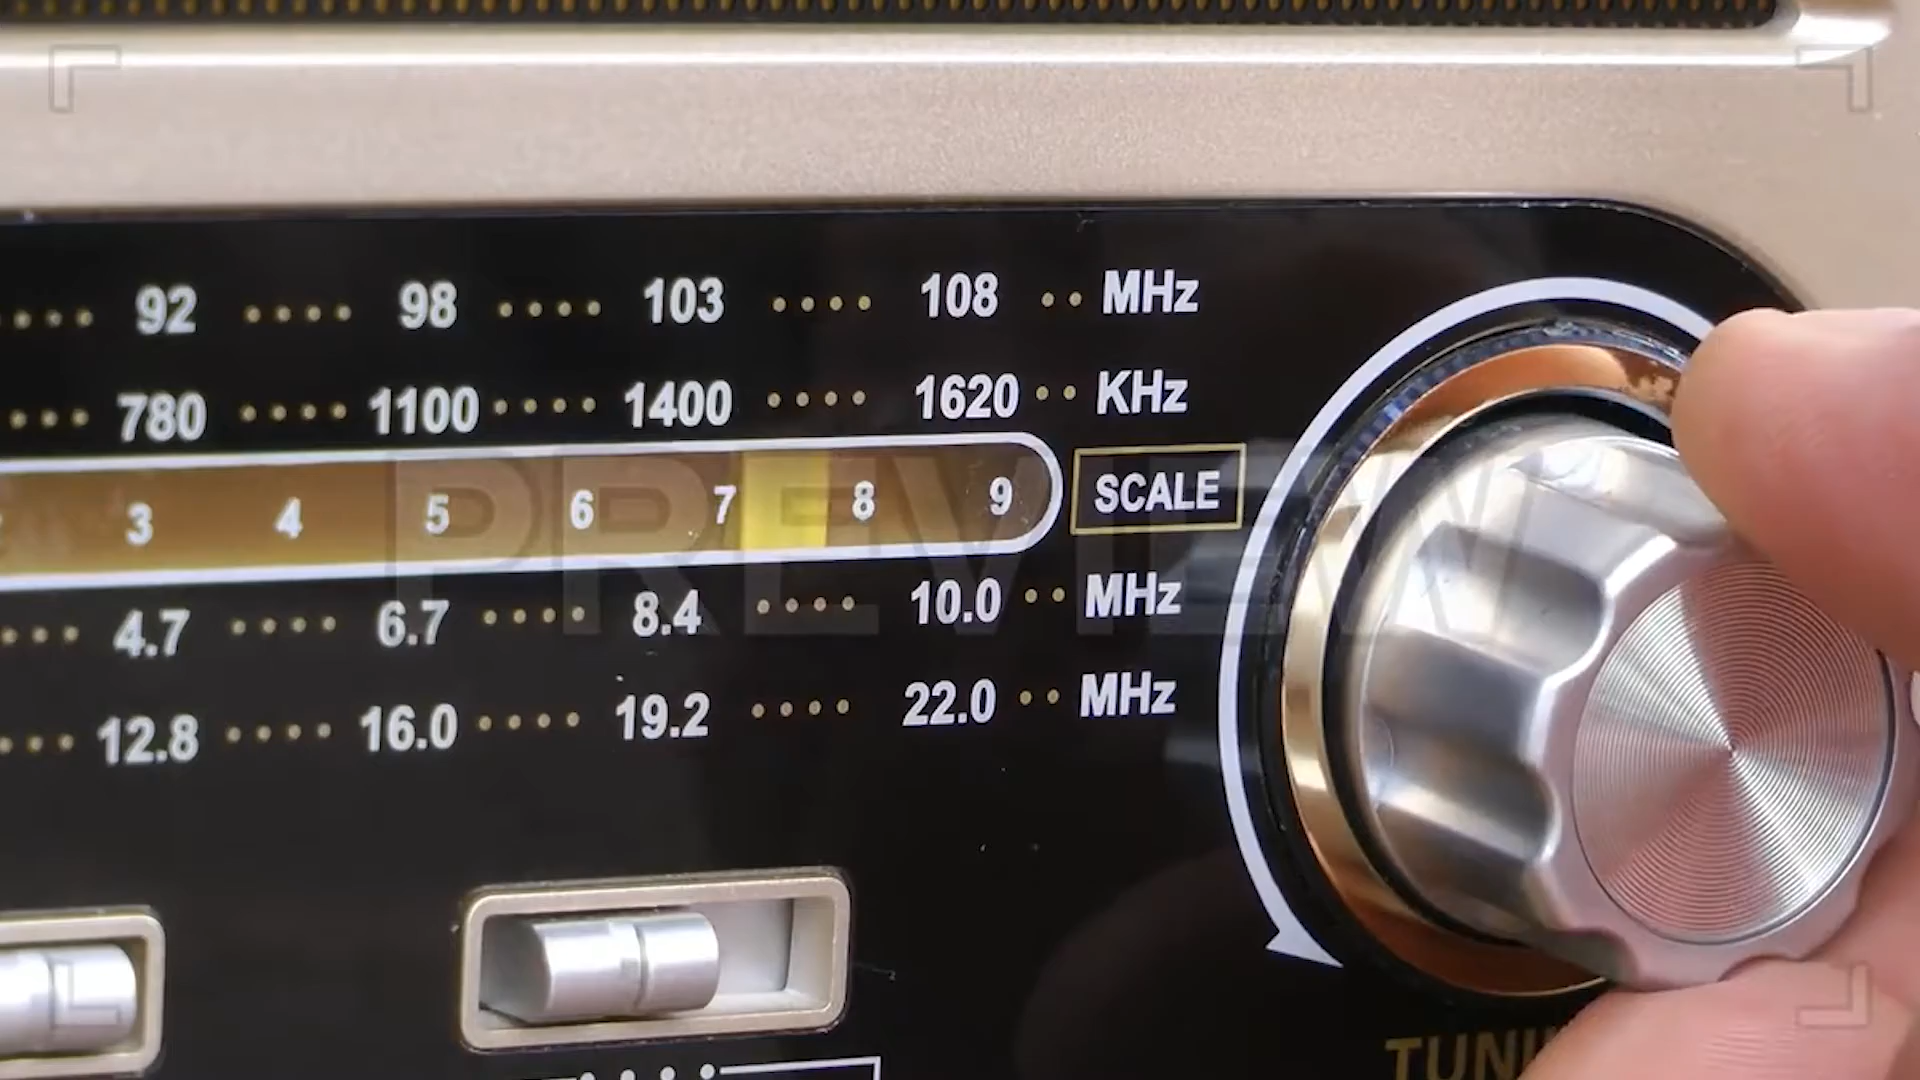 92 98 103 108 MHz
780 1100 1400 1620 KHz
3 4 5 6 7 8 9 SCALE
4.7 6.7 8.4 10.0 MHz
12.8 16.0 19.2 22.0 MHz
PREVIEW